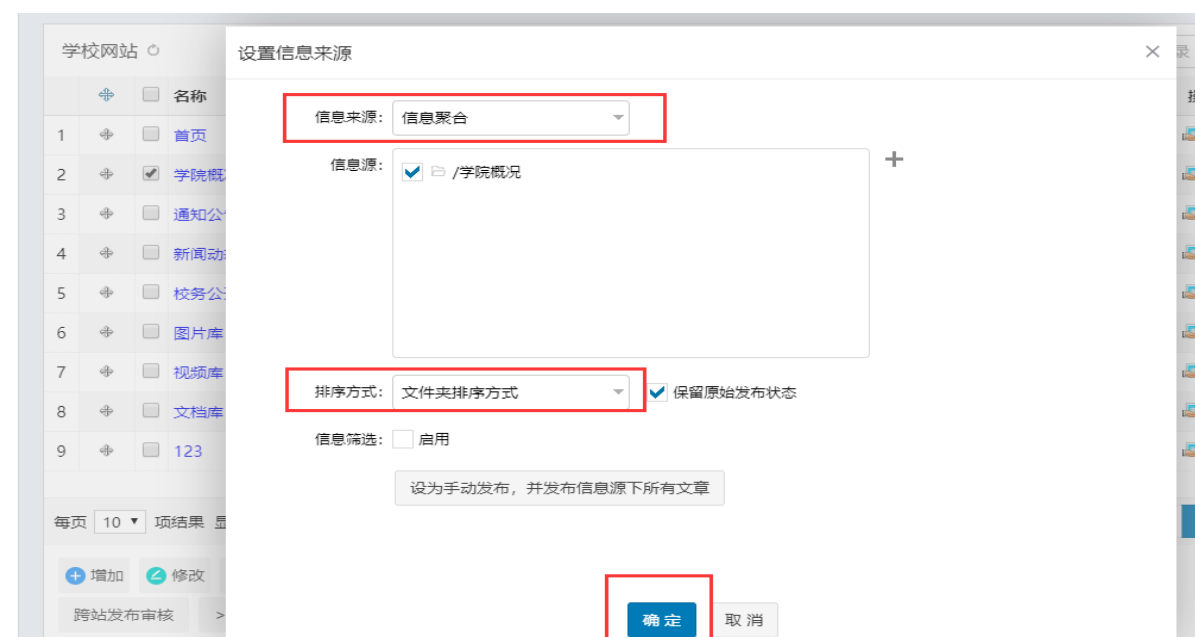 学校网站
设置信息来源
录
名称
信息来源: 信息聚合
1 首页
信息源: /学院概况
2 学院概
3 通知公
4 新闻动
5 校务公
6 图片库
7 视频库
排序方式: 文件夹排序方式 保留原始发布状态
8 文档库
信息筛选: 启用
9 123
设为手动发布，并发布信息源下所有文章
每页 10 项结果 显
增加 修改
跨站发布审核 >
确定 取消